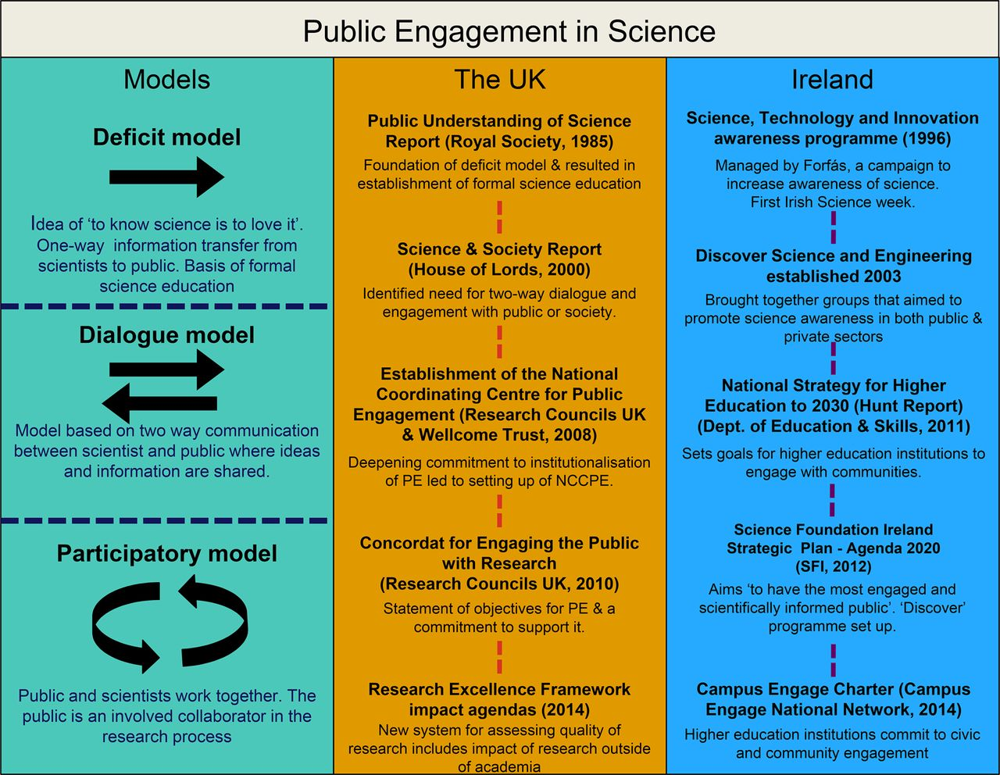 Public Engagement in Science
Models
Deficit model
Idea of ‘to know science is to love it’.
One-way information transfer from
scientists to public. Basis of formal
science education
Dialogue model
Model based on two way communication
between scientist and public where ideas
and information are shared.
Participatory model
Public and scientists work together. The
public is an involved collaborator in the
research process
The UK
Public Understanding of Science
Report (Royal Society, 1985)
Foundation of deficit model & resulted in
establishment of formal science education
Science & Society Report
(House of Lords, 2000)
Identified need for two-way dialogue and
engagement with public or society.
Establishment of the National
Coordinating Centre for Public
Engagement (Research Councils UK
& Wellcome Trust, 2008)
Deepening commitment to institutionalisation
of PE led to setting up of NCCPE.
Concordat for Engaging the Public
with Research
(Research Councils UK, 2010)
Statement of objectives for PE & a
commitment to support it.
Research Excellence Framework
impact agendas (2014)
New system for assessing quality of
research includes impact of research outside
of academia
Ireland
Science, Technology and Innovation
awareness programme (1996)
Managed by Forfás, a campaign to
increase awareness of science.
First Irish Science week.
Discover Science and Engineering
established 2003
Brought together groups that aimed to
promote science awareness in both public &
private sectors
National Strategy for Higher
Education to 2030 (Hunt Report)
(Dept. of Education & Skills, 2011)
Sets goals for higher education institutions to
engage with communities.
Science Foundation Ireland
Strategic Plan - Agenda 2020
(SFI, 2012)
Aims ‘to have the most engaged and
scientifically informed public’. ‘Discover’
programme set up.
Campus Engage Charter (Campus
Engage National Network, 2014)
Higher education institutions commit to civic
and community engagement